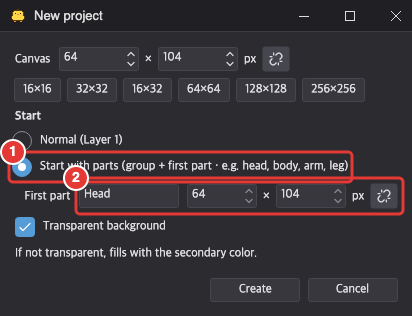 New project
Canvas 64 × 104 px
16×16 32×32 16×32 64×64 128×128 256×256
Start
Normal (Layer 1)
1
Start with parts (group + first part · e.g. head, body, arm, leg)
2
First part Head 64 × 104 px
Transparent background
If not transparent, fills with the secondary color.
Create Cancel